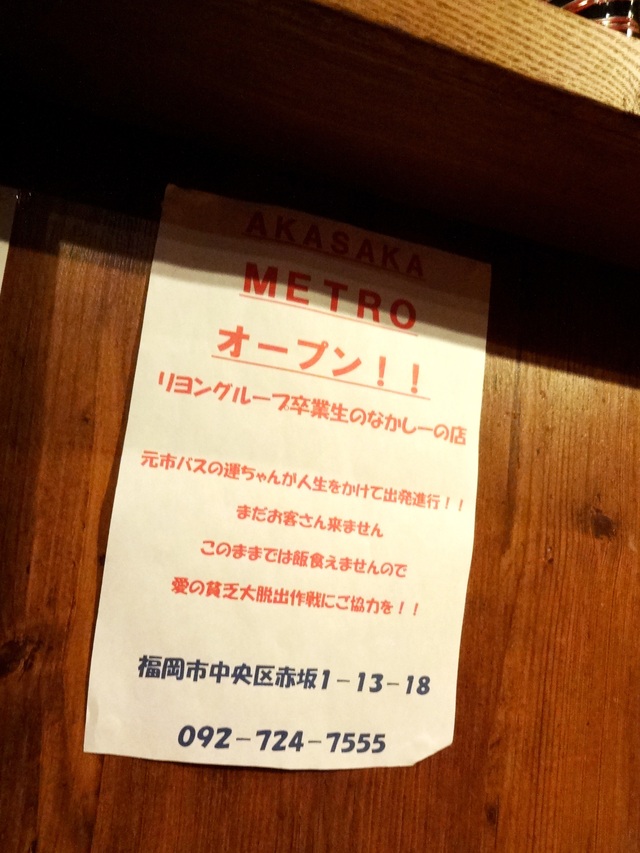 AKASAKA
METRO
オープン！！
リヨングループ卒業生のなかしーの店
元市バスの運ちゃんが人生をかけて出発進行！！
まだお客さん来ません
このままでは飯食えませんので
愛の貧乏大脱出作戦にご協力を！！
福岡市中央区赤坂1－13－18
092－724－7555